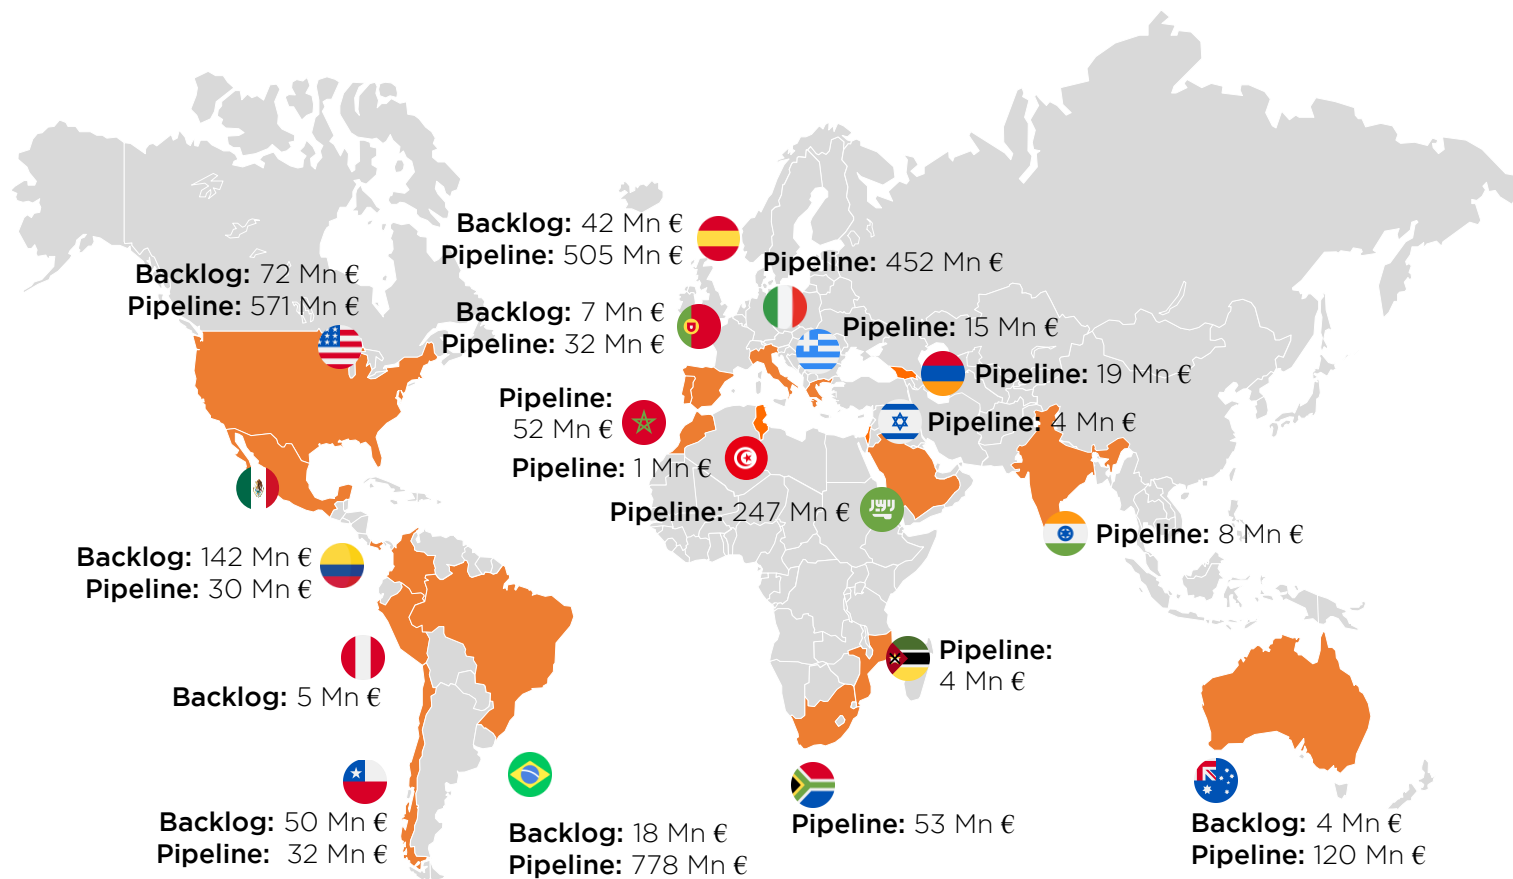 Backlog: 42 Mn €
Pipeline: 505 Mn €
Pipeline: 452 Mn €
Backlog: 72 Mn €
Pipeline: 571 Mn €
Backlog: 7 Mn €
Pipeline: 32 Mn €
Pipeline: 15 Mn €
Pipeline: 19 Mn €
Pipeline:
52 Mn €
Pipeline: 4 Mn €
Pipeline: 1 Mn €
Pipeline: 247 Mn €
Pipeline: 8 Mn €
Backlog: 142 Mn €
Pipeline: 30 Mn €
Pipeline:
4 Mn €
Backlog: 5 Mn €
Backlog: 50 Mn €
Pipeline: 32 Mn €
Backlog: 18 Mn €
Pipeline: 778 Mn €
Pipeline: 53 Mn €
Backlog: 4 Mn €
Pipeline: 120 Mn €